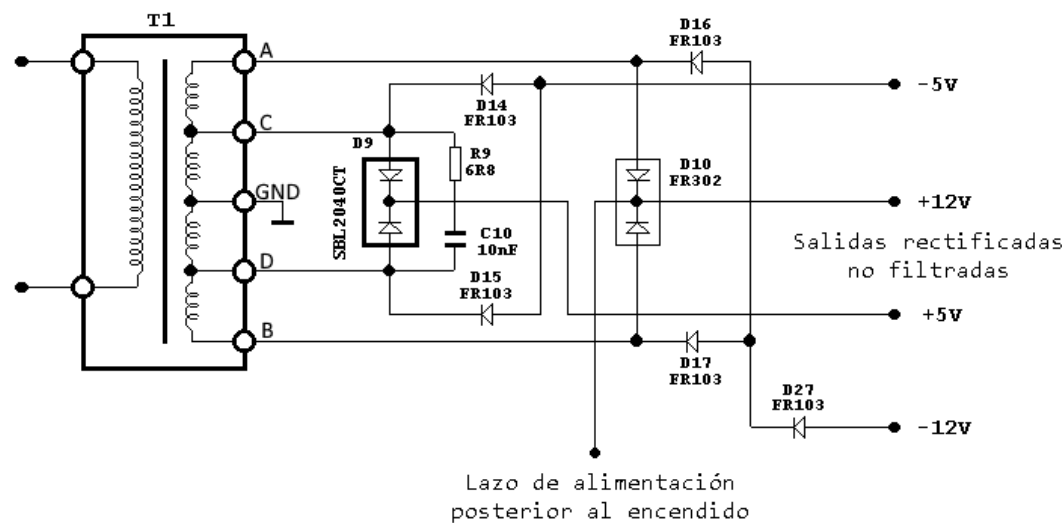 T1
A
C
GND
D
B
D16
FR103
D14
FR103
D9
SBL2040CT
R9
6R8
C10
10nF
D15
FR103
D10
FR302
D17
FR103
D27
FR103
-5V
+12V
Salidas rectificadas
no filtradas
+5V
-12V
Lazo de alimentación
posterior al encendido